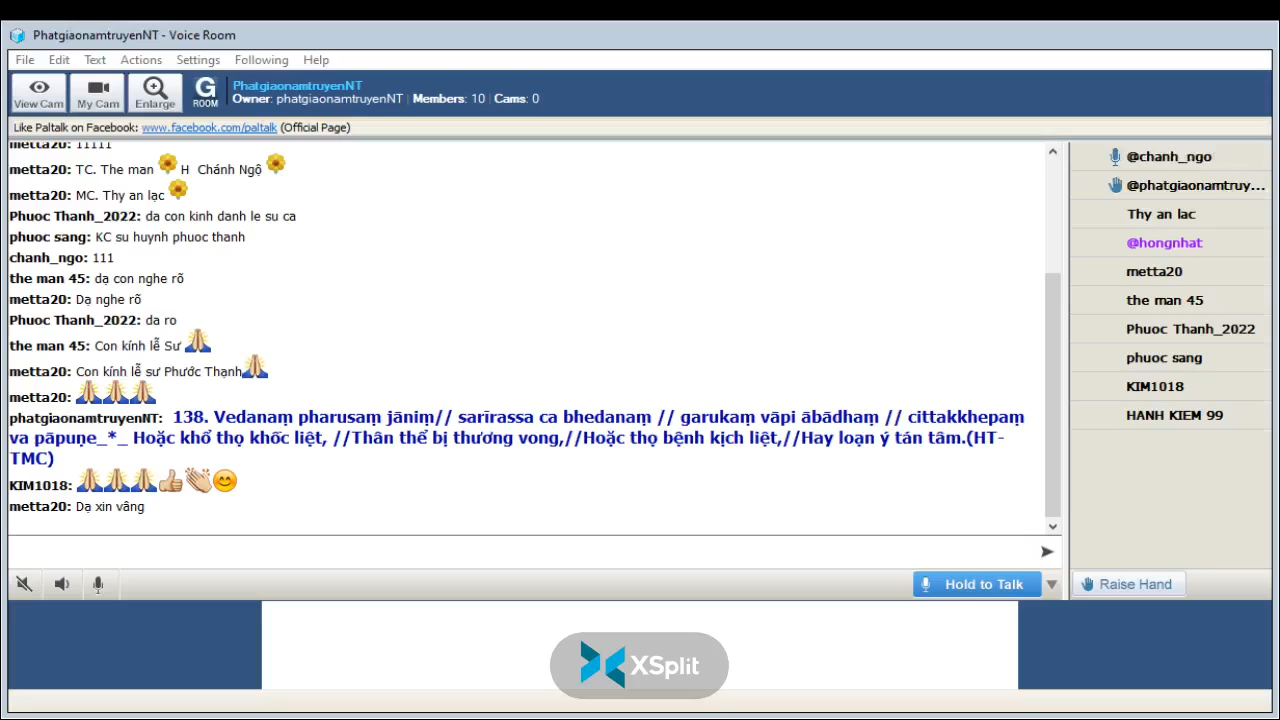 PhatgiaonamtruyenNT - Voice Room
File Edit Text Actions Settings Following Help
View Cam My Cam Enlarge G ROOM
PhatgiaonamtruyenNT
Owner: phatgiaonamtruyenNT | Members: 10 | Cams: 0
Like Paltalk on Facebook: www.facebook.com/paltalk (Official Page)
metta20: 11111
metta20: TC. The man H Chánh Ngộ
metta20: MC. Thy an lạc
Phuoc Thanh_2022: da con kinh danh le su ca
phuoc sang: KC su huynh phuoc thanh
chanh_ngo: 111
the man 45: dạ con nghe rõ
metta20: Dạ nghe rõ
Phuoc Thanh_2022: da ro
the man 45: Con kính lễ Sư
metta20: Con kính lễ sư Phước Thạnh
metta20:
phatgiaonamtruyenNT: 138. Vedanaṃ pharusaṃ jāniṃ// sarīrassa ca bhedanaṃ // garukaṃ vāpi ābādhaṃ // cittakkhepaṃ
va pāpuṇe_*_ Hoặc khổ thọ khốc liệt, //Thân thể bị thương vong,//Hoặc thọ bệnh kịch liệt,//Hay loạn ý tán tâm.(HT-
TMC)
KIM1018:
metta20: Dạ xin vâng
@chanh_ngo
@phatgiaonamtruy...
Thy an lac
@hongnhat
metta20
the man 45
Phuoc Thanh_2022
phuoc sang
KIM1018
HANH KIEM 99
Hold to Talk
Raise Hand
XSplit